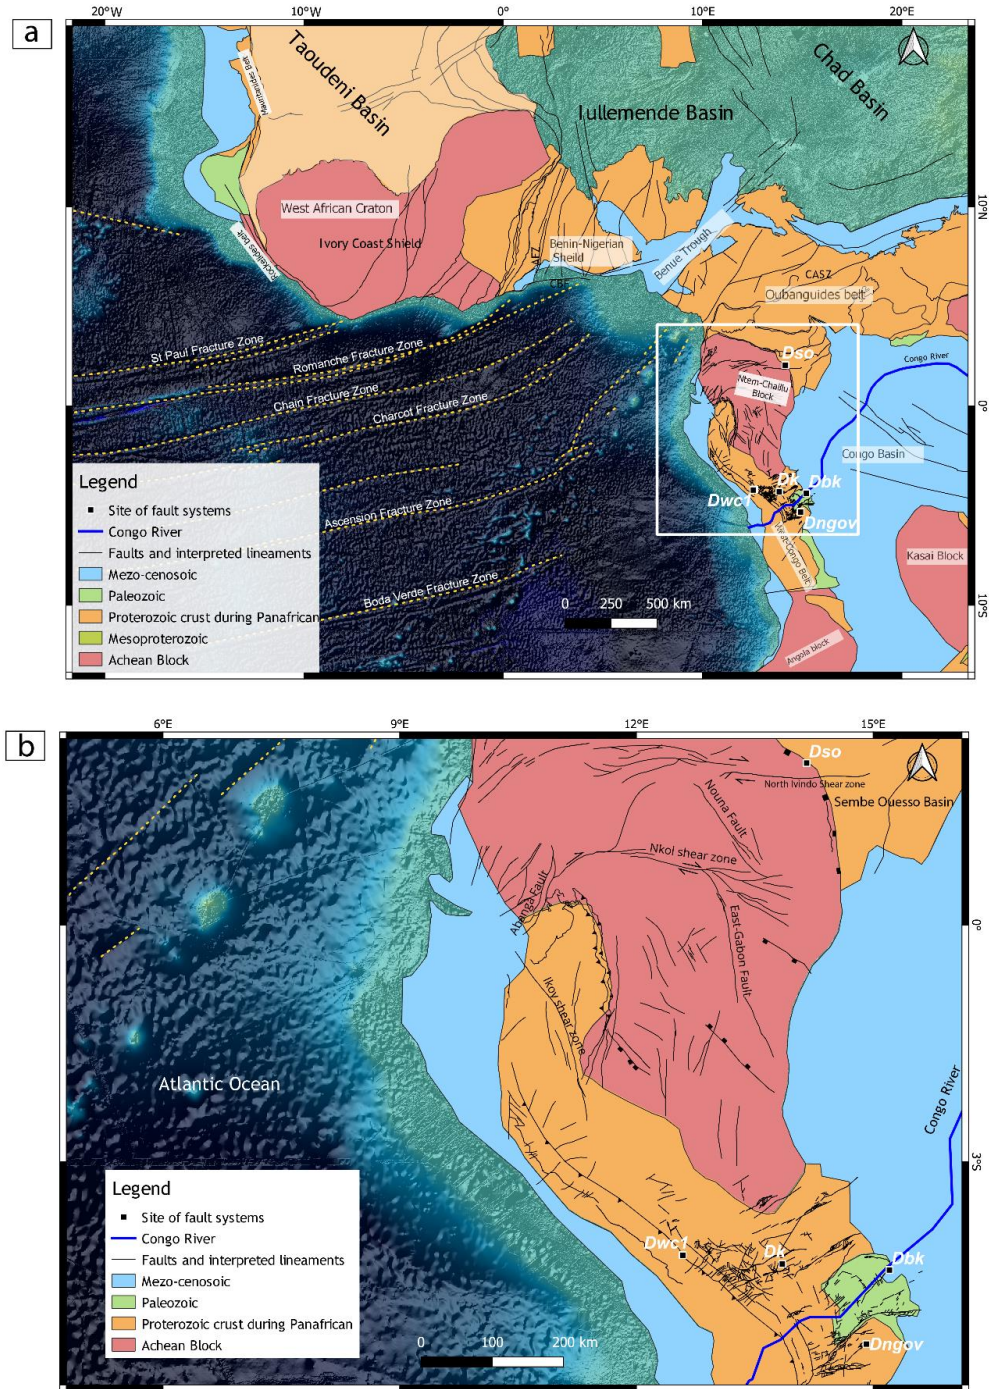 a
20°W
10°W
0°
10°E
20°E
Taoudeni Basin
Chad Basin
Iullemende Basin
Mauritanides Belt
West African Craton
Ivory Coast Shield
Rockelides belt
AFZ
Benin-Nigerian
Sheild
Benue Trough
10°N
CASZ
Oubanguides belt
St Paul Fracture Zone
Romanche Fracture Zone
Chain Fracture Zone
Charcot Fracture Zone
Dso
Ntem-Chaillu
Block
Congo River
0°
Congo Basin
Dwc1
Dk
Dbk
Dngov
West-Congo Belt
Kasai Block
Ascension Fracture Zone
Boda Verde Fracture Zone
10°S
Angola block
0 250 500 km
Legend
Site of fault systems
Congo River
Faults and interpreted lineaments
Mezo-cenosoic
Paleozoic
Proterozoic crust during Panafrican
Mesoproterozoic
Achean Block
b
6°E
9°E
12°E
15°E
Dso
North Ivindo Shear zone
Sembe Ouesso Basin
Nouna Fault
Nkol shear zone
Abanga Fault
East-Gabon Fault
0°
Ikoy shear zone
Atlantic Ocean
Congo River
3°S
Dwc1
Dk
Dbk
Dngov
0 100 200 km
Legend
Site of fault systems
Congo River
Faults and interpreted lineaments
Mezo-cenosoic
Paleozoic
Proterozoic crust during Panafrican
Achean Block